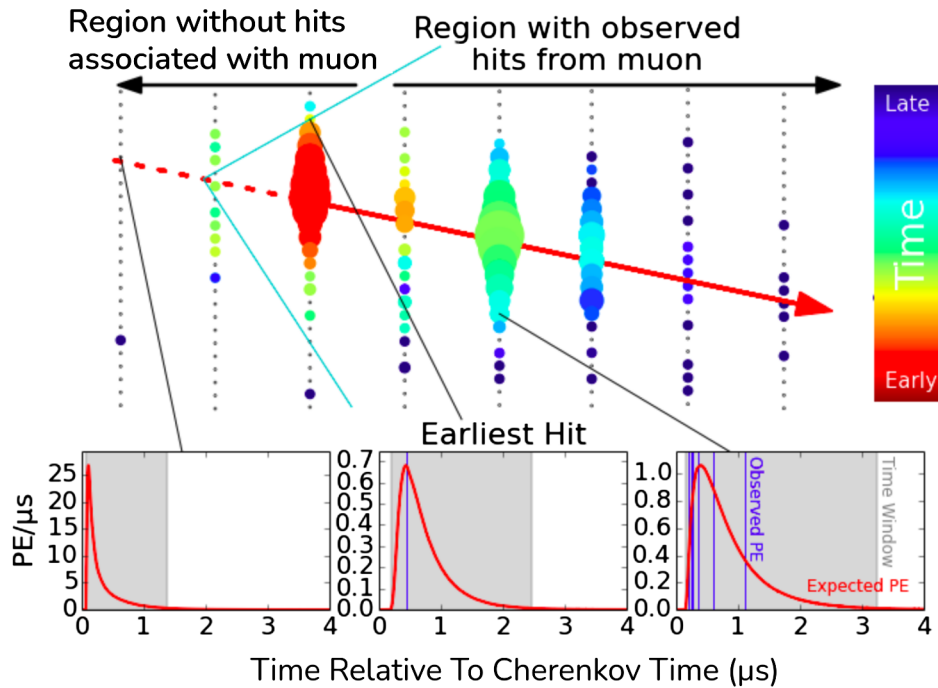 Region without hits
associated with muon
Region with observed
hits from muon
Late
Time
Early
Earliest Hit
PE/µs
25
20
15
10
5
0
0 1 2 3 4
0.7
0.6
0.5
0.4
0.3
0.2
0.1
0.0
0 1 2 3 4
1.0
0.8
0.6
0.4
0.2
0.0
0 1 2 3 4
Observed PE
Time Window
Expected PE
Time Relative To Cherenkov Time (µs)